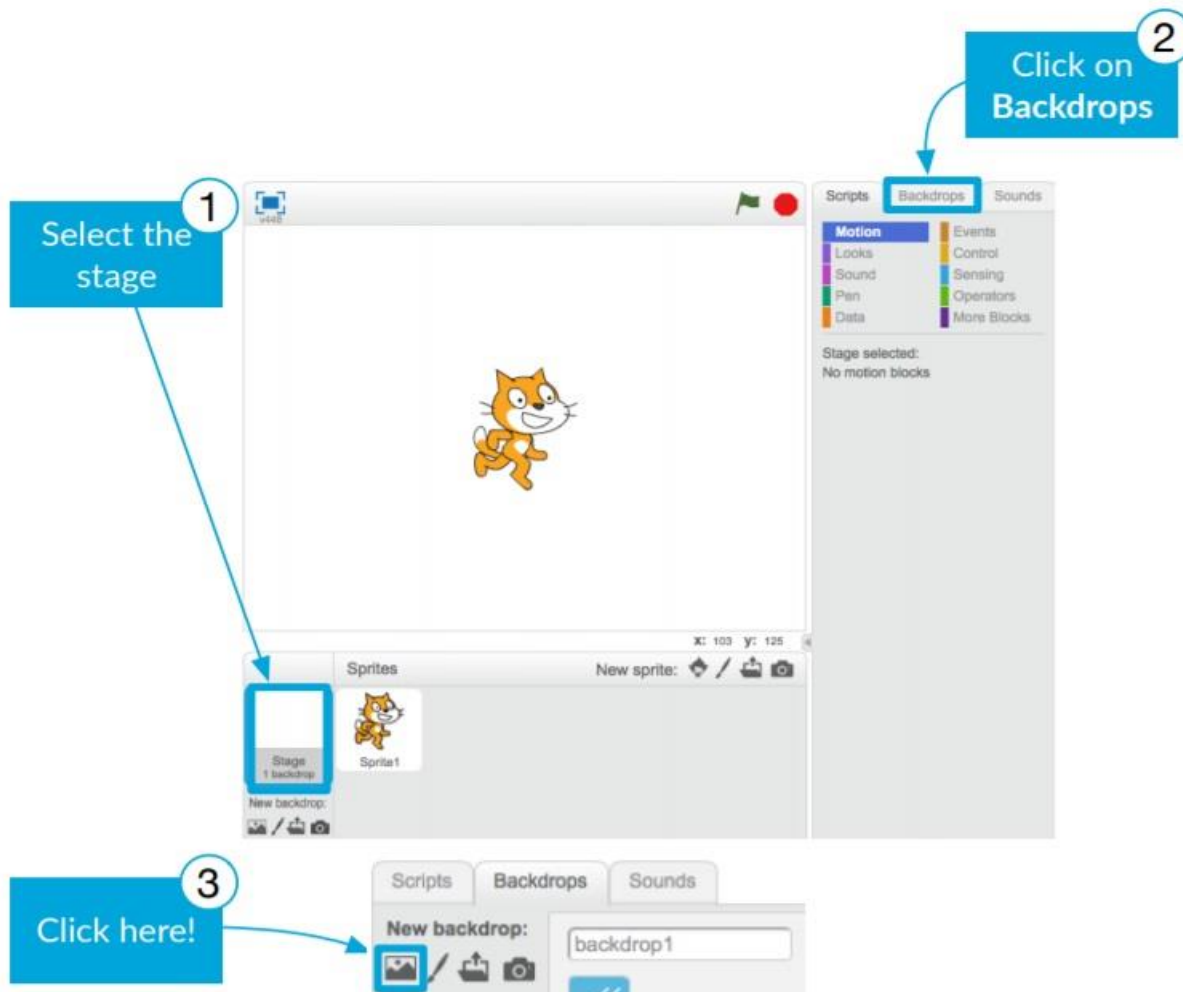 2
Click on
Backdrops
1
Select the
stage
v448
Scripts Backdrops Sounds
Motion Events
Looks Control
Sound Sensing
Pen Operators
Data More Blocks
Stage selected:
No motion blocks
X: 103 y: 125
Sprites New sprite:
Stage
1 backdrop
Sprite1
New backdrop:
3
Click here!
Scripts Backdrops Sounds
New backdrop:
backdrop1